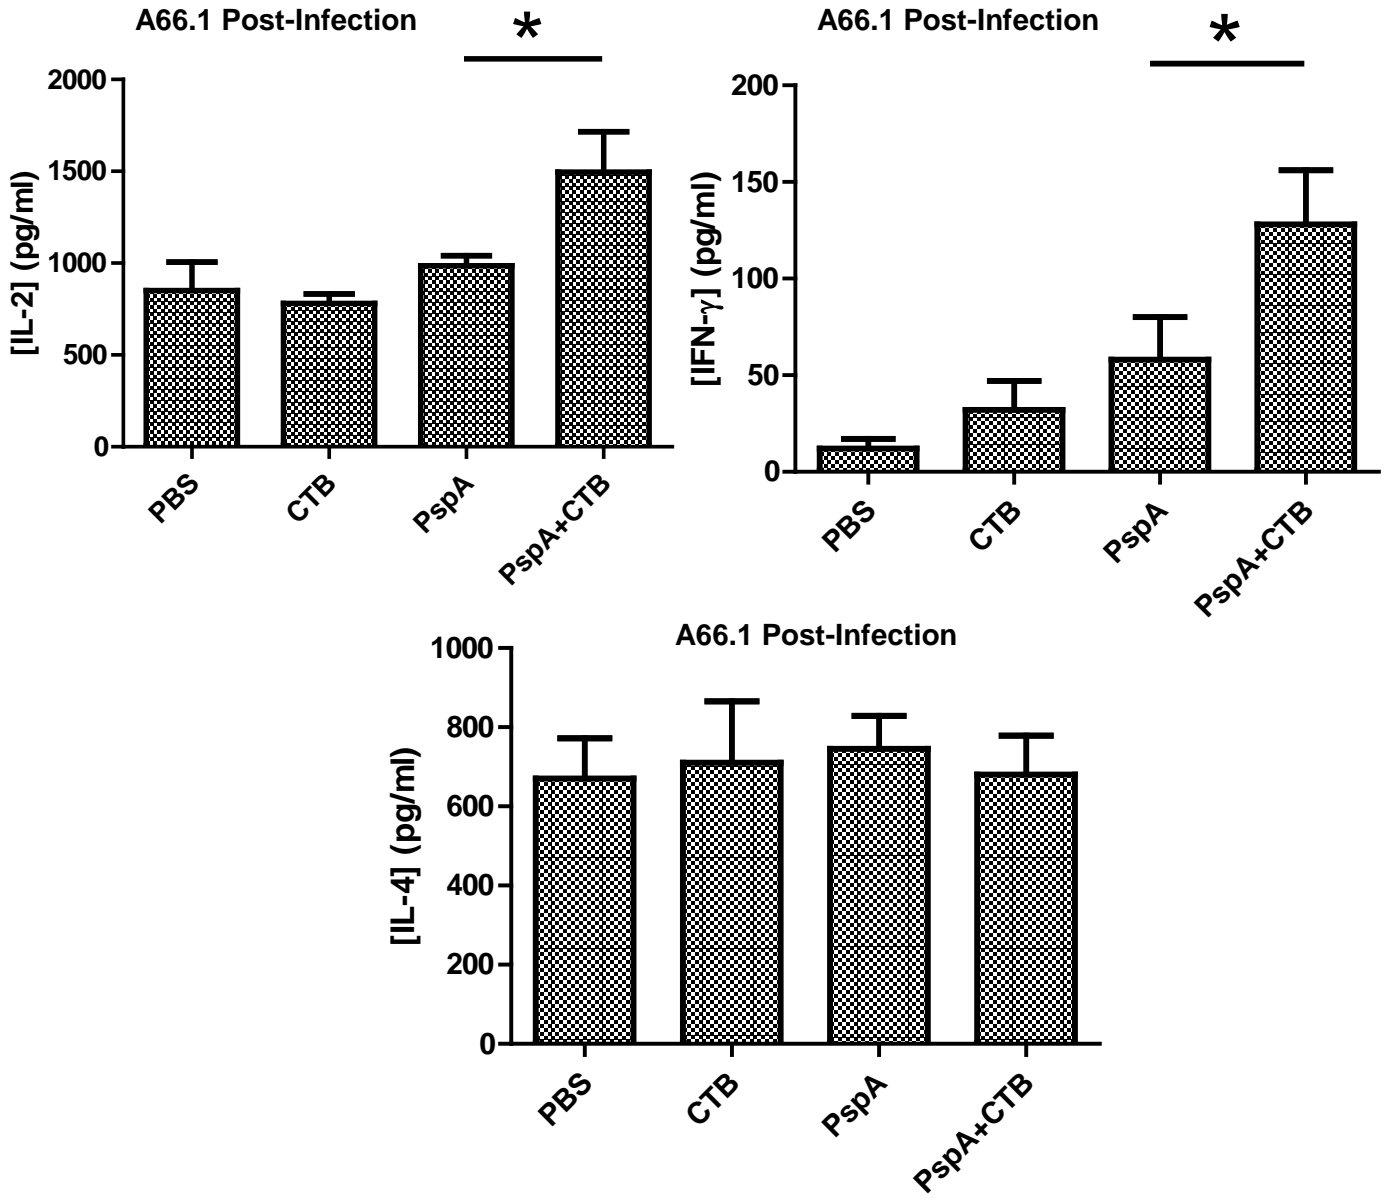 A66.1 Post-Infection
*
[IL-2] (pg/ml)
2000
1500
1000
500
0
PBS
CTB
PspA
PspA+CTB
A66.1 Post-Infection
*
[IFN-γ] (pg/ml)
200
150
100
50
0
PBS
CTB
PspA
PspA+CTB
A66.1 Post-Infection
[IL-4] (pg/ml)
1000
800
600
400
200
0
PBS
CTB
PspA
PspA+CTB